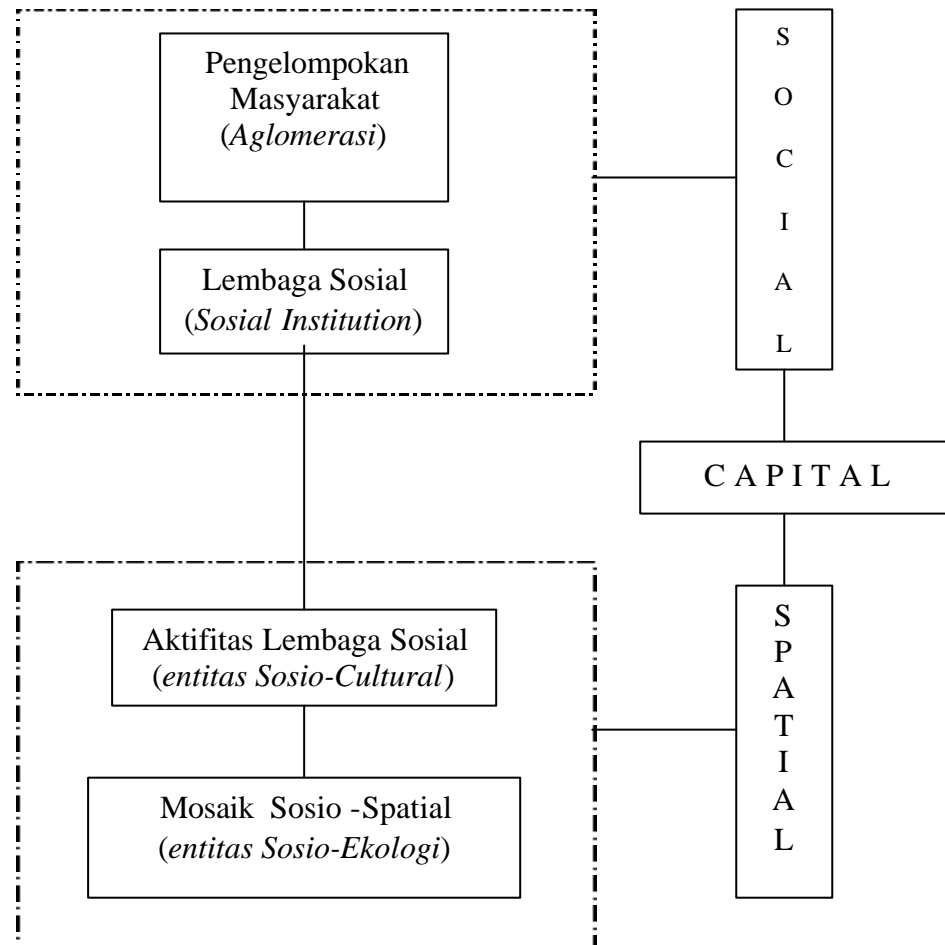 Pengelompokan
Masyarakat
(Aglomerasi)
Lembaga Sosial
(Sosial Institution)
Aktifitas Lembaga Sosial
(entitas Sosio-Cultural)
Mosaik Sosio -Spatial
(entitas Sosio-Ekologi)
S
O
C
I
A
L
C A P I T A L
S
P
A
T
I
A
L